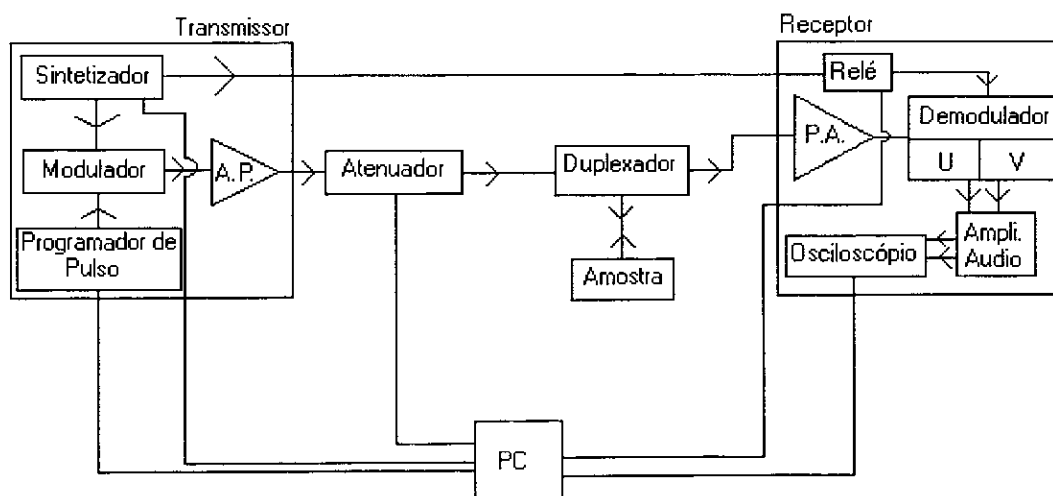 Transmissor
Receptor
Sintetizador
Relé
Demodulador
U
V
P.A.
Modulador
A.P.
Atenuador
Duplexador
Programador de
Pulso
Amostra
Osciloscópio
Ampli.
Audio
PC